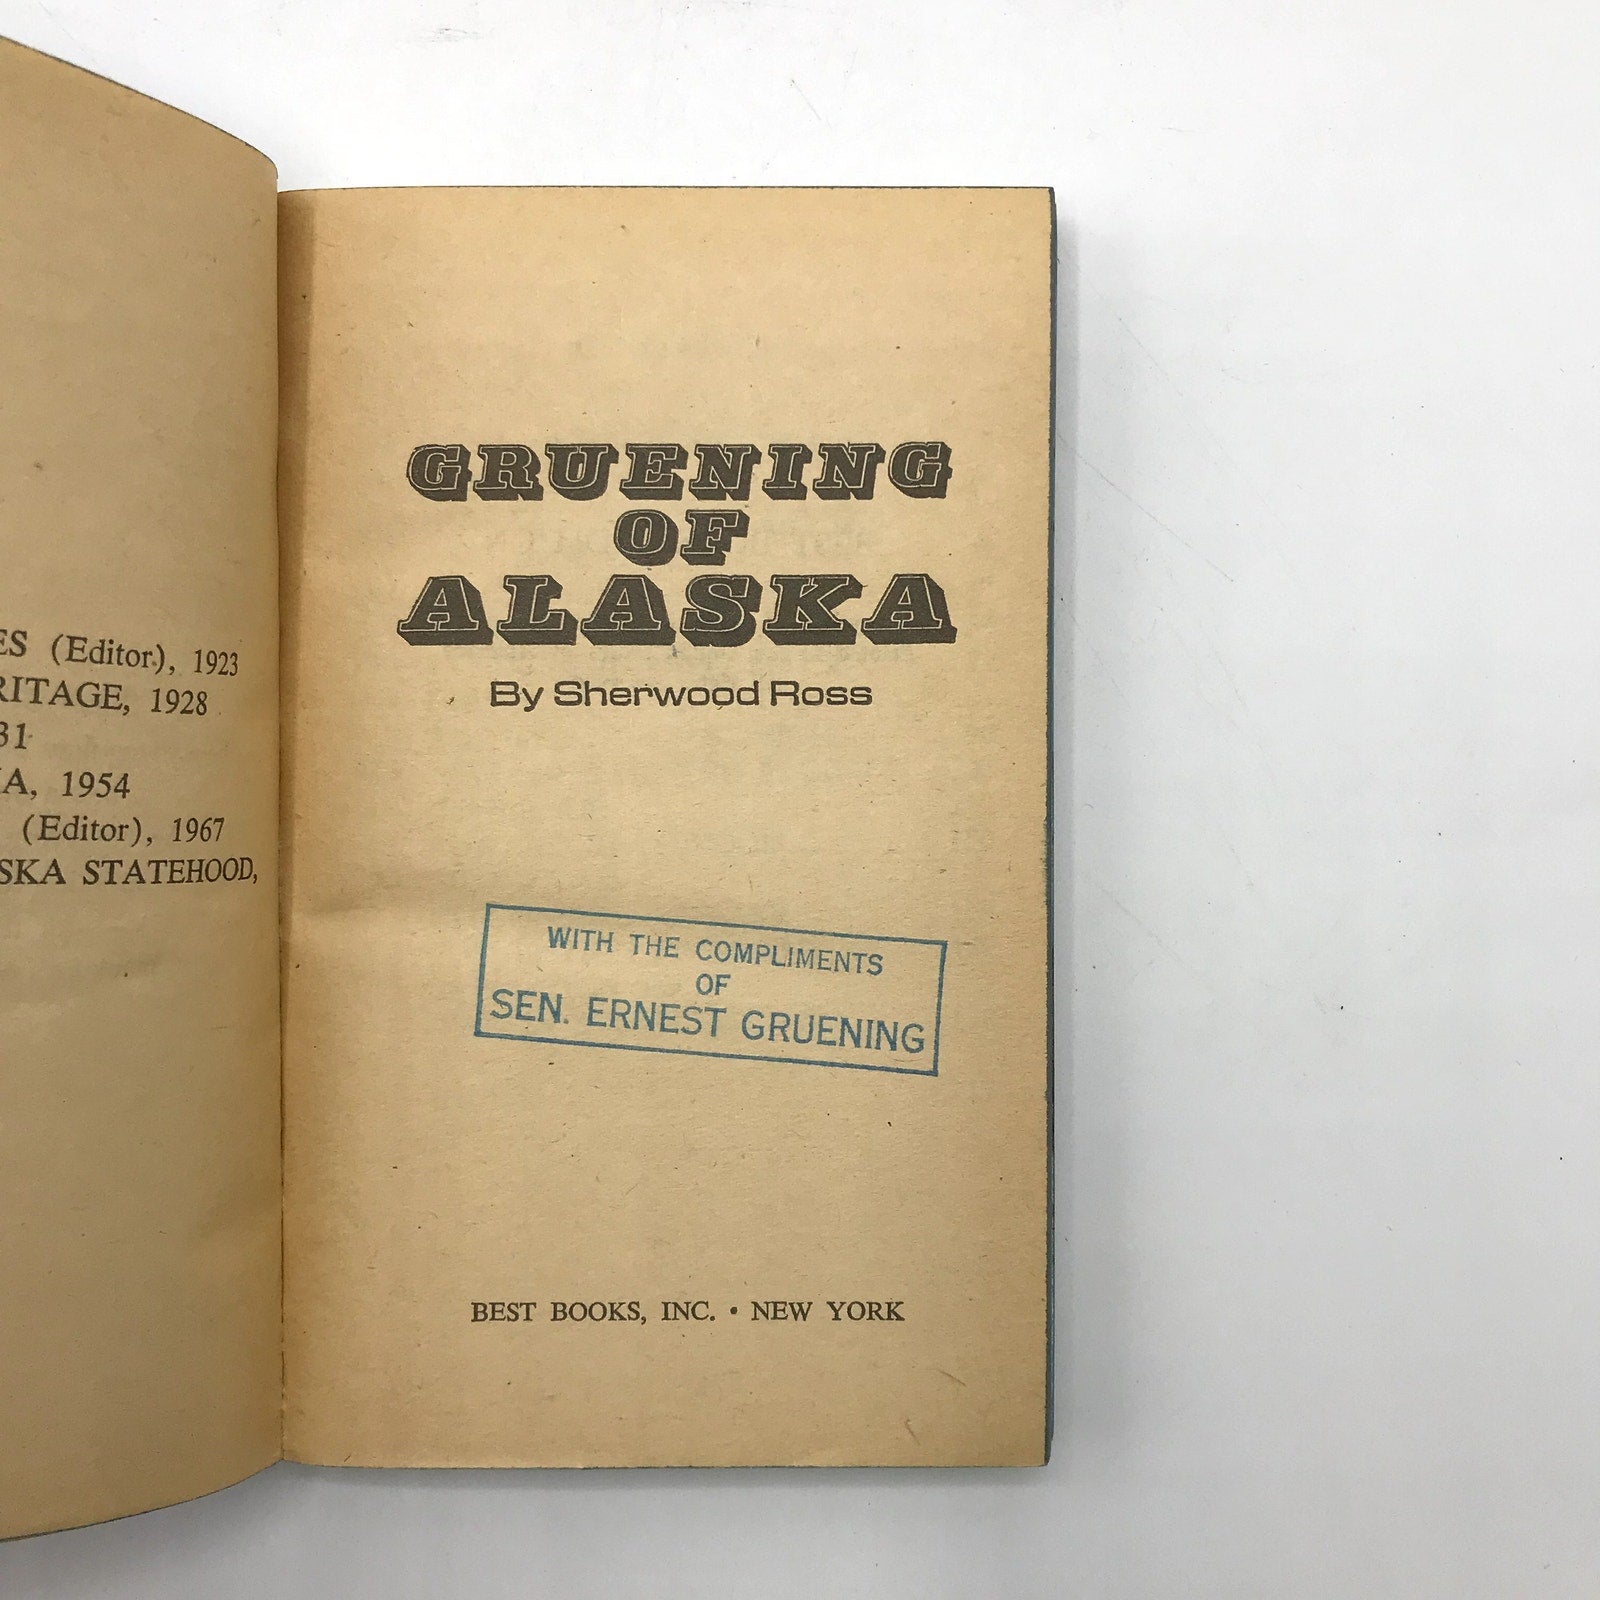 ES (Editor), 1923
RITAGE, 1928
31
A, 1954
(Editor), 1967
SKA STATEHOOD,
GRUENING
OF
ALASKA
By Sherwood Ross
WITH THE COMPLIMENTS
OF
SEN. ERNEST GRUENING
BEST BOOKS, INC. • NEW YORK